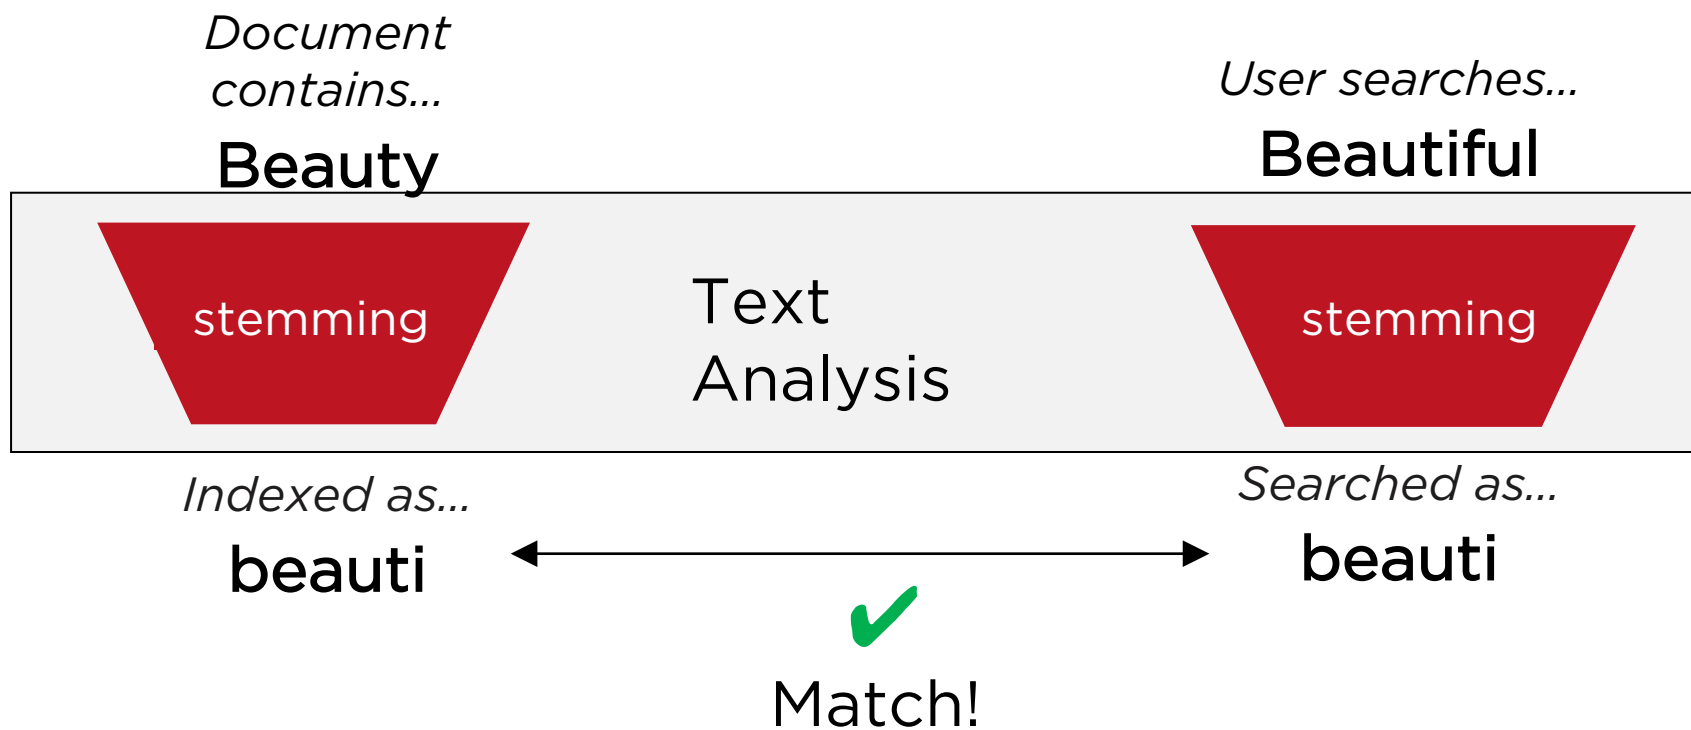 Document
contains...
Beauty
User searches...
Beautiful
stemming
Text
Analysis
stemming
Indexed as...
beauti
Searched as...
beauti
✔
Match!